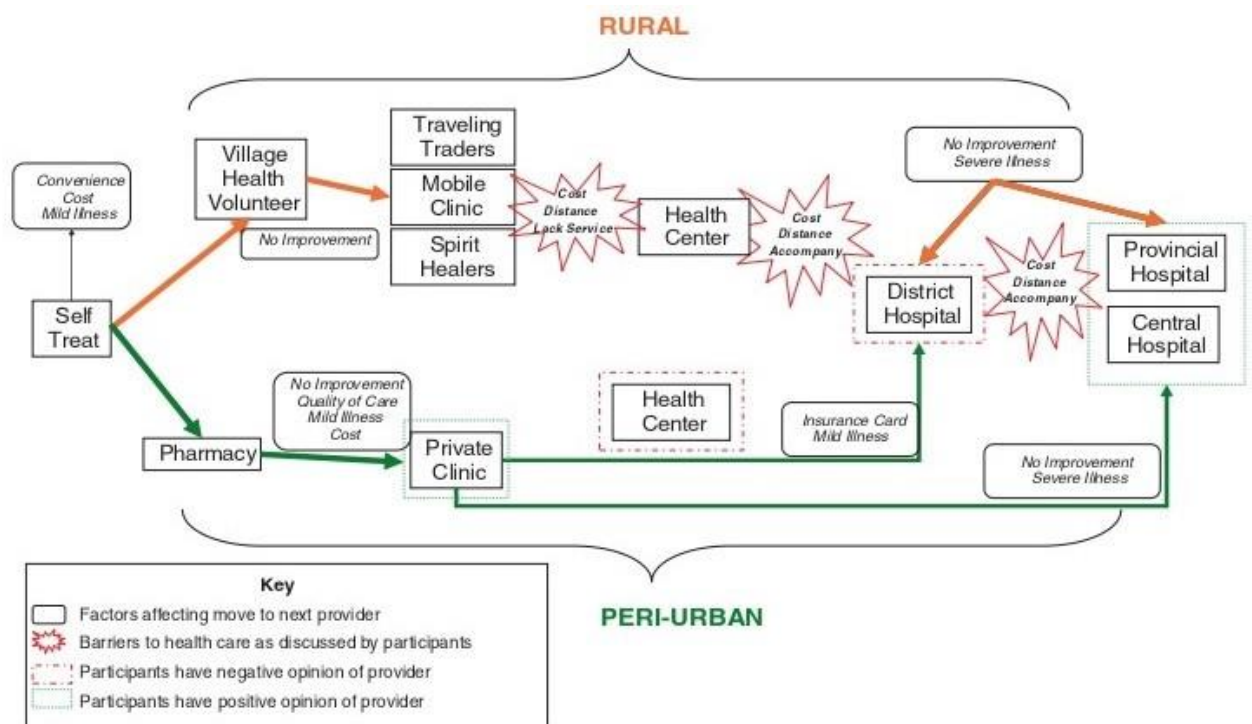 RURAL
Traveling
Traders
Village
Health
Volunteer
Mobile
Clinic
Spirit
Healers
No Improvement
Severe Illness
Convenience
Cost
Mild Illness
No Improvement
Cost
Distance
Lack Service
Health
Center
Cost
Distance
Accompany
Provincial
Hospital
Cost
Distance
Accompany
District
Hospital
Central
Hospital
Self
Treat
No Improvement
Quality of Care
Mild Illness
Cost
Health
Center
Insurance Card
Mild Illness
Pharmacy
Private
Clinic
No Improvement
Severe Illness
PERI-URBAN
Key
Factors affecting move to next provider
Barriers to health care as discussed by participants
Participants have negative opinion of provider
Participants have positive opinion of provider